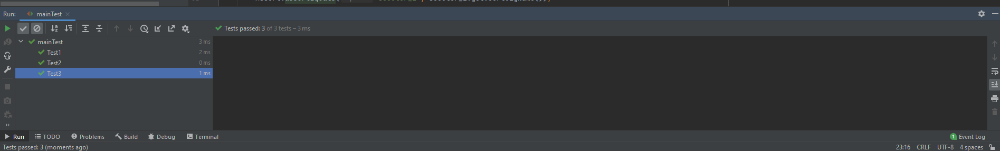 Run: mainTest
Tests passed: 3 of 3 tests – 3 ms
mainTest 3 ms
Test1 2 ms
Test2 0 ms
Test3 1 ms
Run TODO Problems Build Debug Terminal 1 Event Log
Tests passed: 3 (moments ago) 23:16 CRLF UTF-8 4 spaces